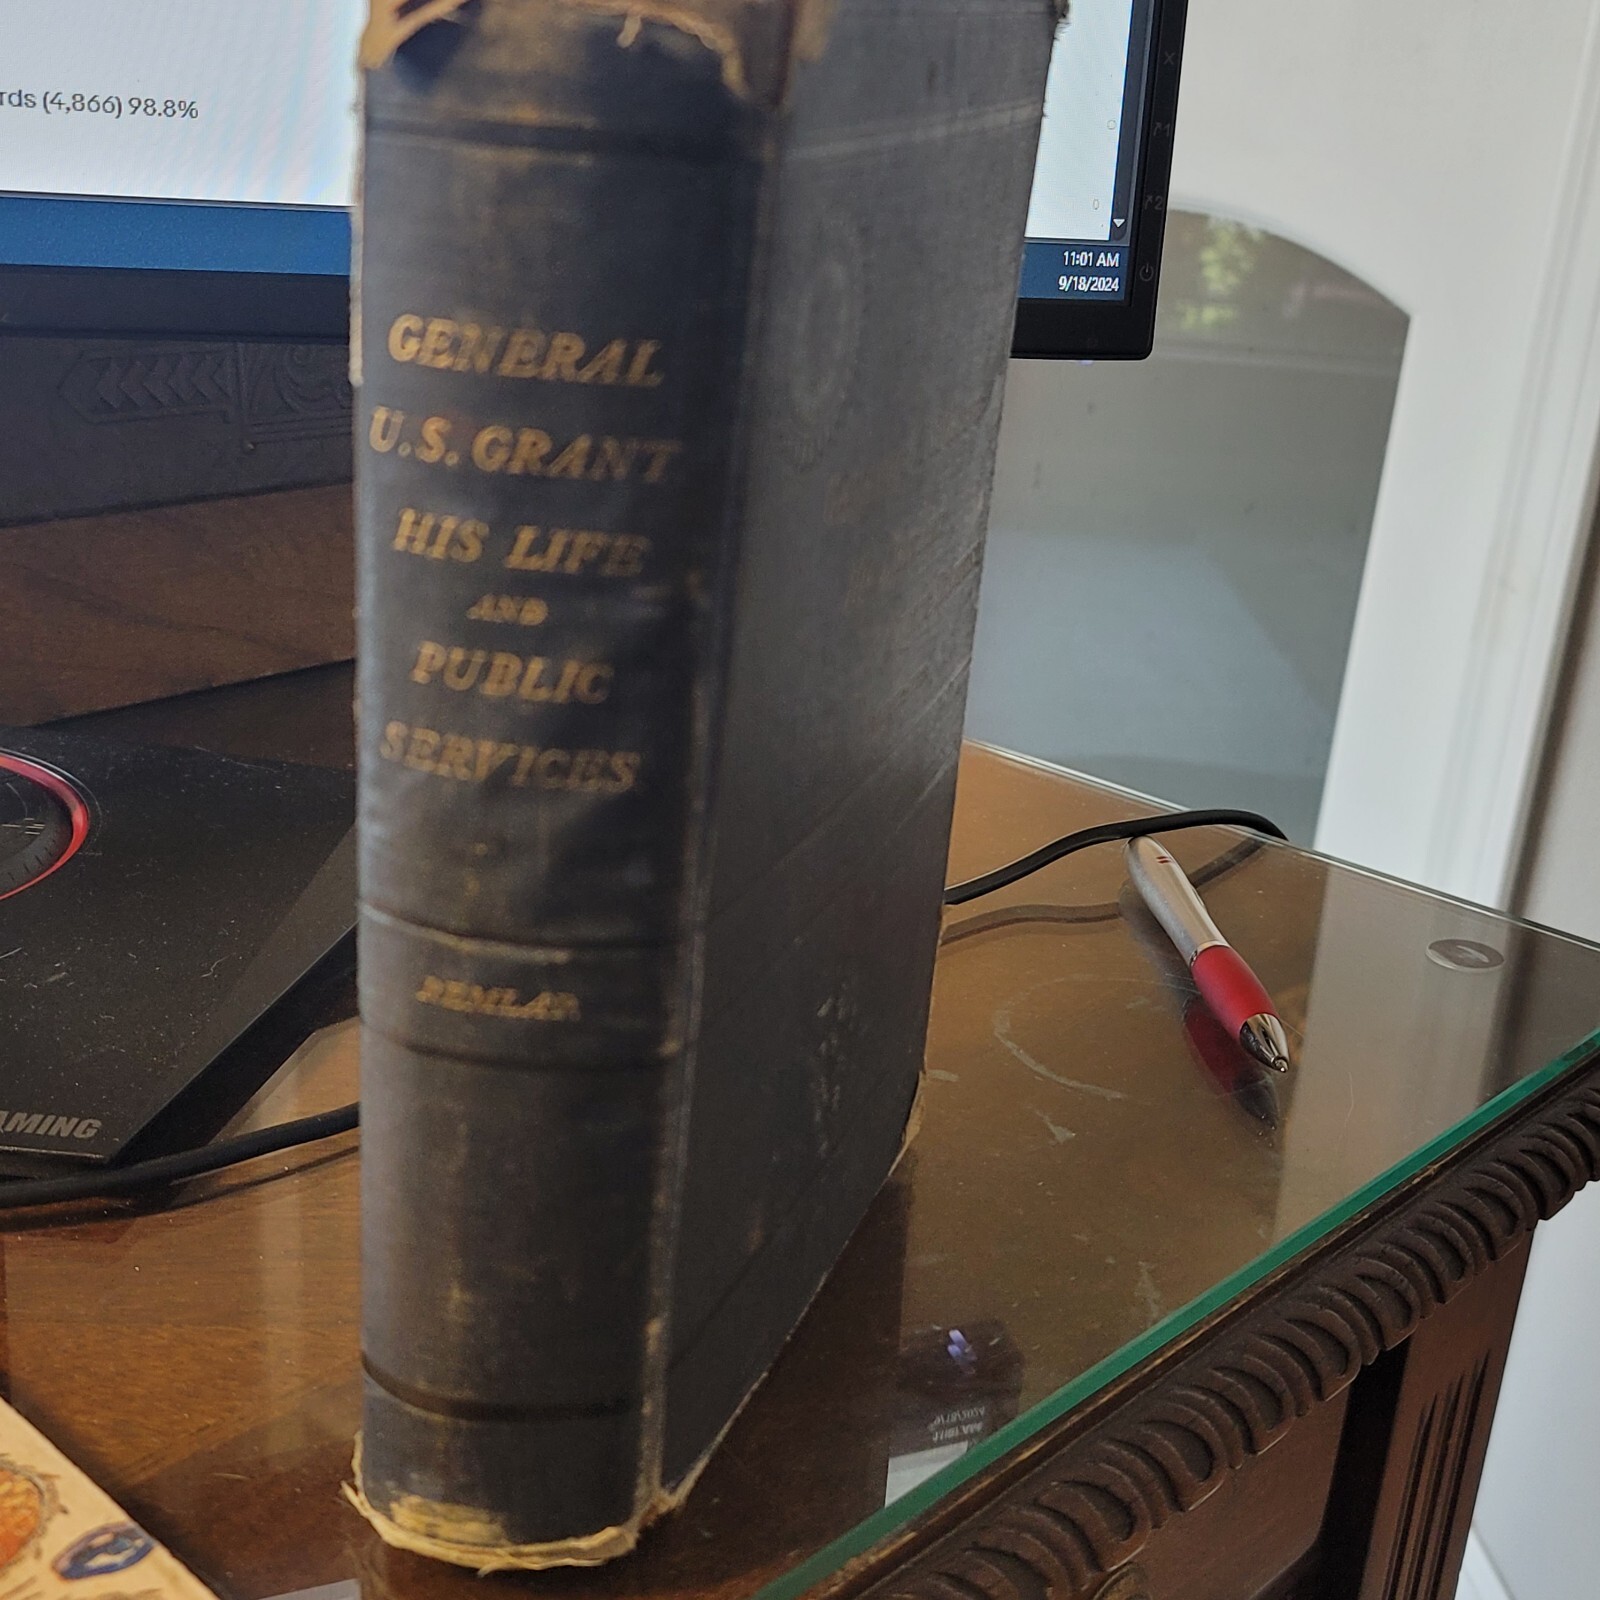 rds (4,866) 98.8%
11:01 AM
9/18/2024
GENERAL
U.S. GRANT
HIS LIFE
AND
PUBLIC
SERVICES
REMLAP
AMING